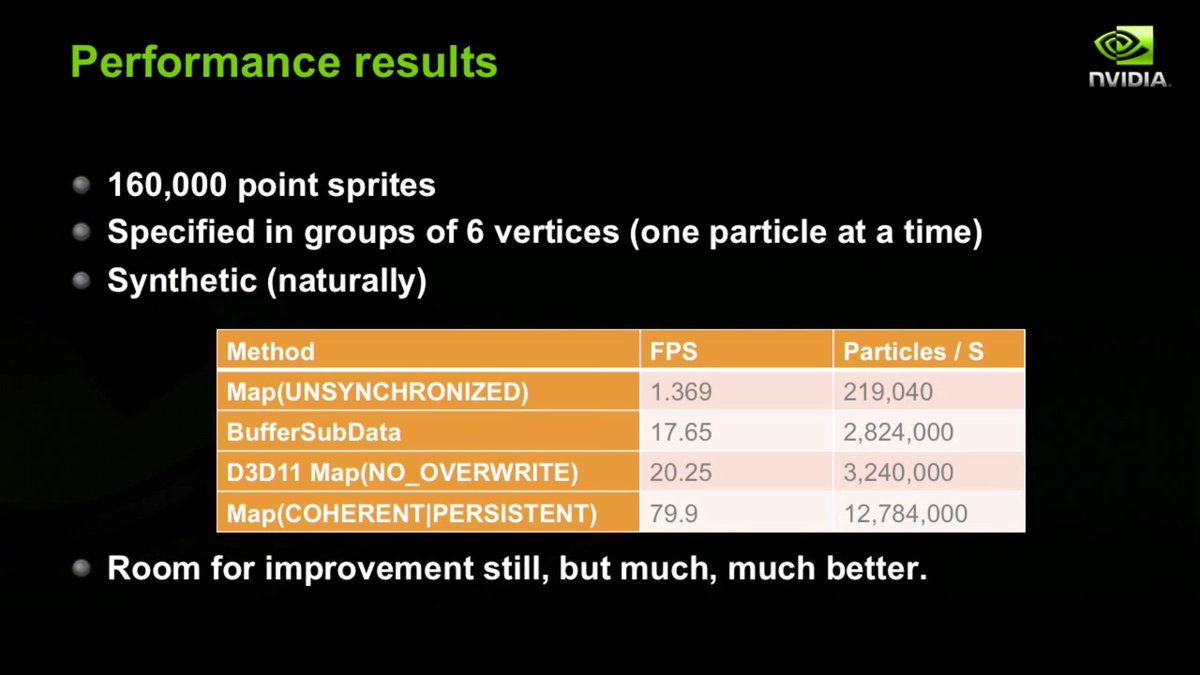 Performance results
NVIDIA
160,000 point sprites
Specified in groups of 6 vertices (one particle at a time)
Synthetic (naturally)
Method FPS Particles / S
Map(UNSYNCHRONIZED) 1.369 219,040
BufferSubData 17.65 2,824,000
D3D11 Map(NO_OVERWRITE) 20.25 3,240,000
Map(COHERENT|PERSISTENT) 79.9 12,784,000
Room for improvement still, but much, much better.